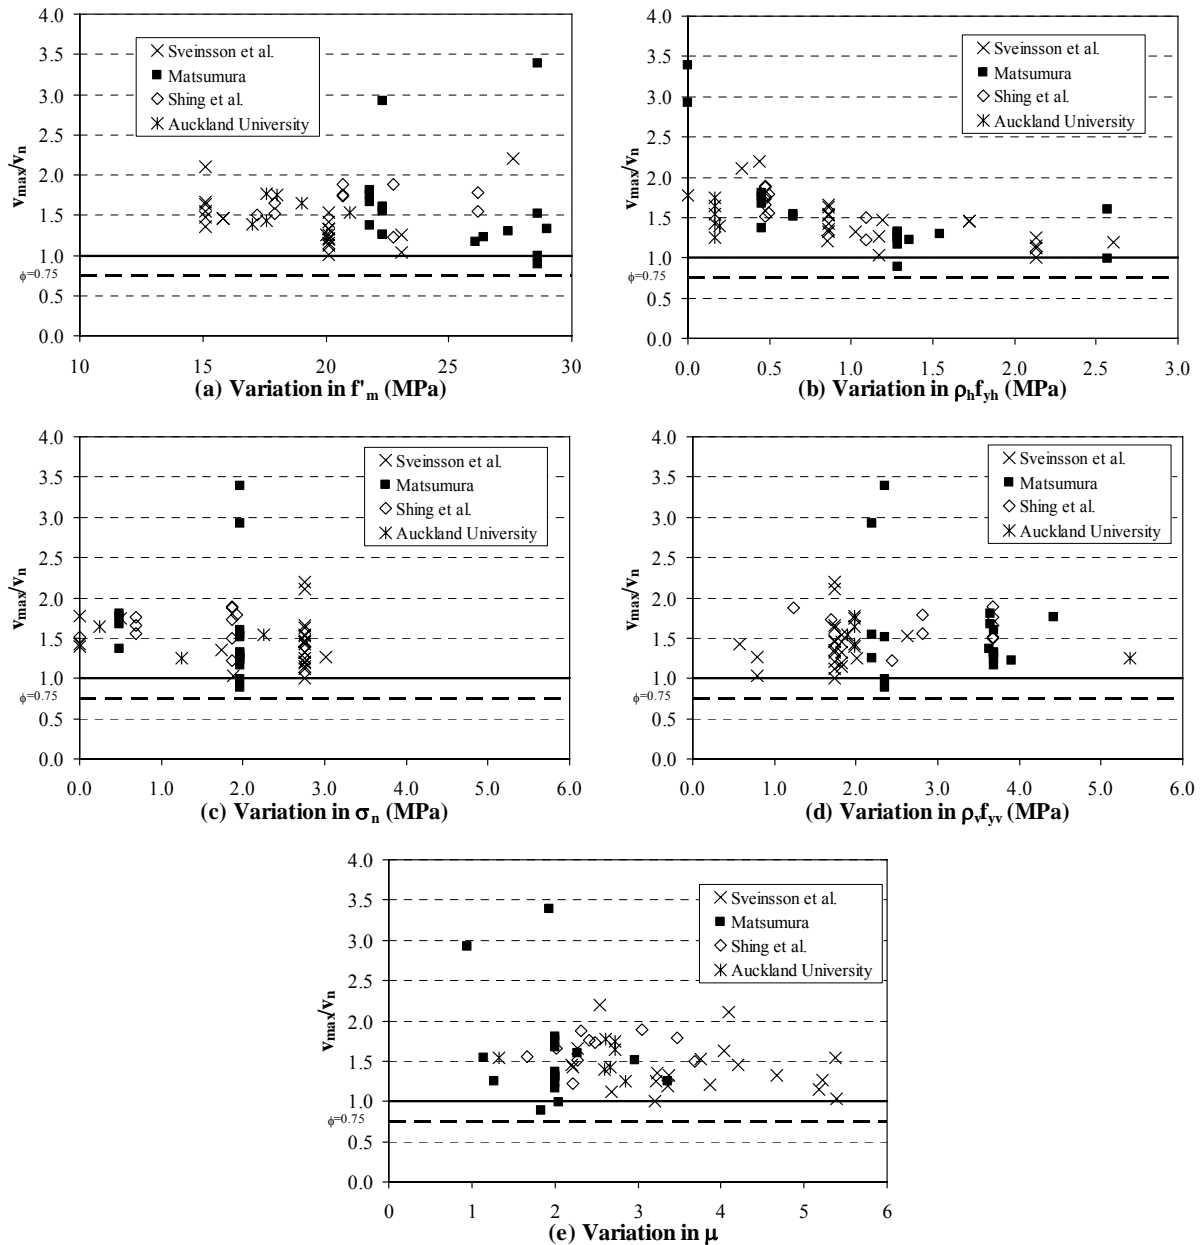 4.0
3.5
3.0
2.5
2.0
1.5
1.0
ϕ=0.75
0.5
0.0
vmax/vn
Sveinsson et al.
Matsumura
Shing et al.
Auckland University
10 15 20 25 30
(a) Variation in f'm (MPa)
4.0
3.5
3.0
2.5
2.0
1.5
1.0
ϕ=0.75
0.5
0.0
vmax/vn
Sveinsson et al.
Matsumura
Shing et al.
Auckland University
0.0 0.5 1.0 1.5 2.0 2.5 3.0
(b) Variation in ρhfyh (MPa)
4.0
3.5
3.0
2.5
2.0
1.5
1.0
ϕ=0.75
0.5
0.0
vmax/vn
Sveinsson et al.
Matsumura
Shing et al.
Auckland University
0.0 1.0 2.0 3.0 4.0 5.0 6.0
(c) Variation in σn (MPa)
4.0
3.5
3.0
2.5
2.0
1.5
1.0
ϕ=0.75
0.5
0.0
vmax/vn
Sveinsson et al.
Matsumura
Shing et al.
Auckland University
0.0 1.0 2.0 3.0 4.0 5.0 6.0
(d) Variation in ρvfyv (MPa)
4.0
3.5
3.0
2.5
2.0
1.5
1.0
ϕ=0.75
0.5
0.0
vmax/vn
Sveinsson et al.
Matsumura
Shing et al.
Auckland University
0 1 2 3 4 5 6
(e) Variation in μ